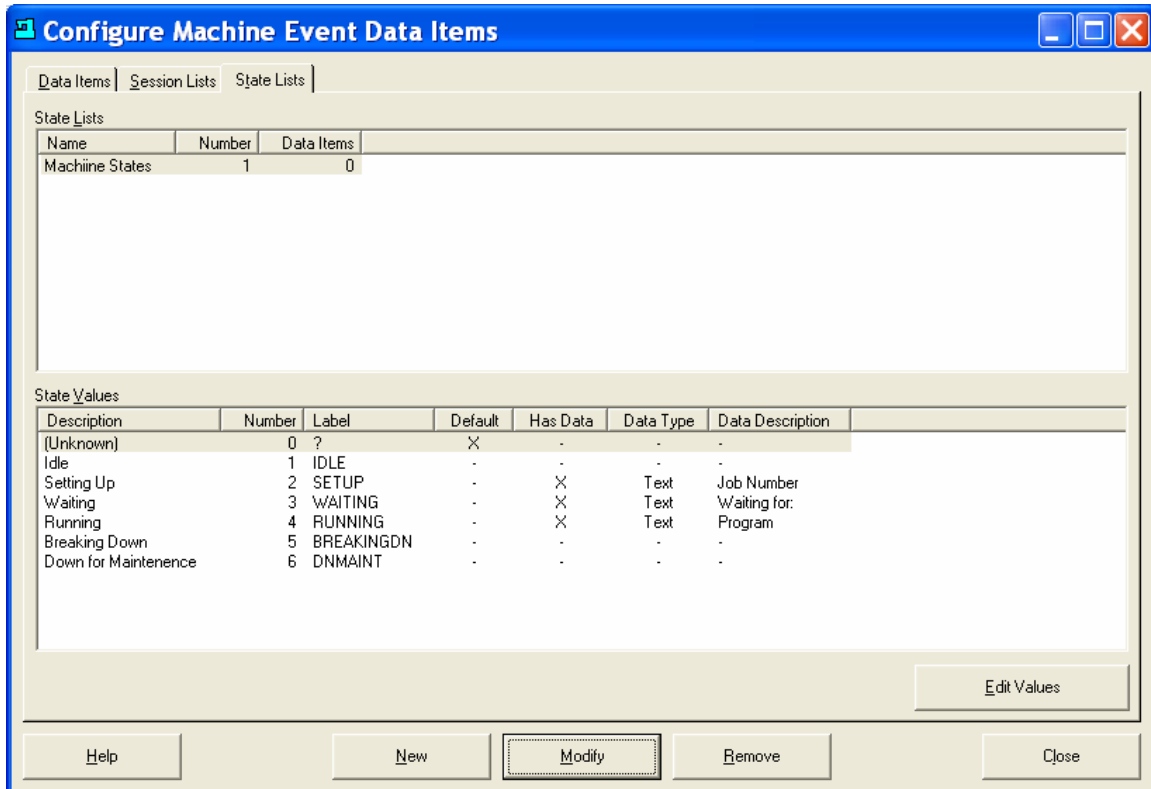 Configure Machine Event Data Items
Data Items Session Lists State Lists
State Lists
Name Number Data Items
Machiine States 1 0
State Values
Description Number Label Default Has Data Data Type Data Description
(Unknown) 0 ? X - - -
Idle 1 IDLE - - - -
Setting Up 2 SETUP - X Text Job Number
Waiting 3 WAITING - X Text Waiting for:
Running 4 RUNNING - X Text Program
Breaking Down 5 BREAKINGDN - - - -
Down for Maintenence 6 DNMAINT - - - -
Edit Values
Help New Modify Remove Close